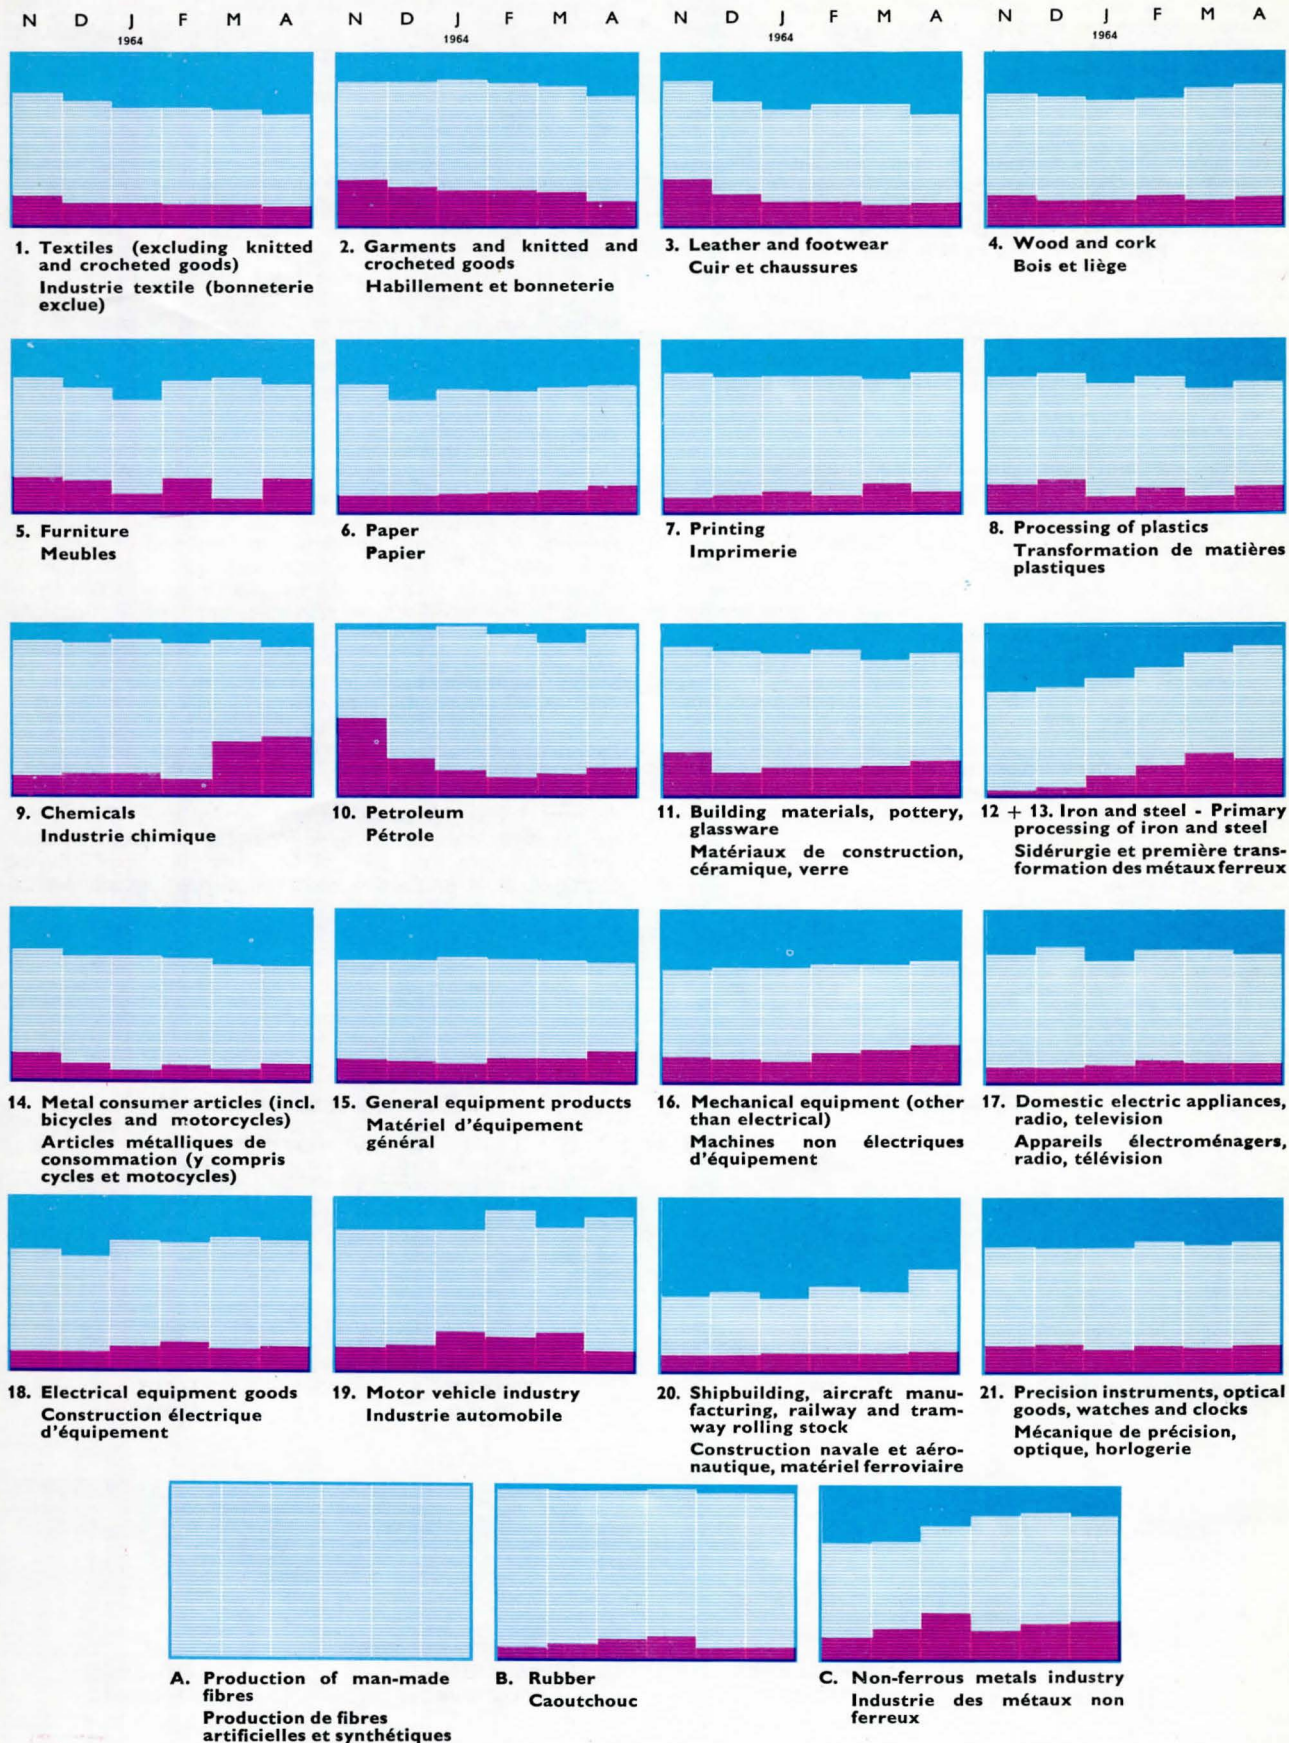 N D J F M A N D J F M A N D J F M A N D J F M A
1964 1964 1964 1964
1. Textiles (excluding knitted
and crocheted goods)
Industrie textile (bonneterie
exclue)
2. Garments and knitted and
crocheted goods
Habillement et bonneterie
3. Leather and footwear
Cuir et chaussures
4. Wood and cork
Bois et liège
5. Furniture
Meubles
6. Paper
Papier
7. Printing
Imprimerie
8. Processing of plastics
Transformation de matières
plastiques
9. Chemicals
Industrie chimique
10. Petroleum
Pétrole
11. Building materials, pottery,
glassware
Matériaux de construction,
céramique, verre
12 + 13. Iron and steel - Primary
processing of iron and steel
Sidérurgie et première trans-
formation des métaux ferreux
14. Metal consumer articles (incl.
bicycles and motorcycles)
Articles métalliques de
consommation (y compris
cycles et motocycles)
15. General equipment products
Matériel d'équipement
général
16. Mechanical equipment (other
than electrical)
Machines non électriques
d'équipement
17. Domestic electric appliances,
radio, television
Appareils électroménagers,
radio, télévision
18. Electrical equipment goods
Construction électrique
d'équipement
19. Motor vehicle industry
Industrie automobile
20. Shipbuilding, aircraft manu-
facturing, railway and tram-
way rolling stock
Construction navale et aéro-
nautique, matériel ferroviaire
21. Precision instruments, optical
goods, watches and clocks
Mécanique de précision,
optique, horlogerie
A. Production of man-made
fibres
Production de fibres
artificielles et synthétiques
B. Rubber
Caoutchouc
C. Non-ferrous metals industry
Industrie des métaux non
ferreux